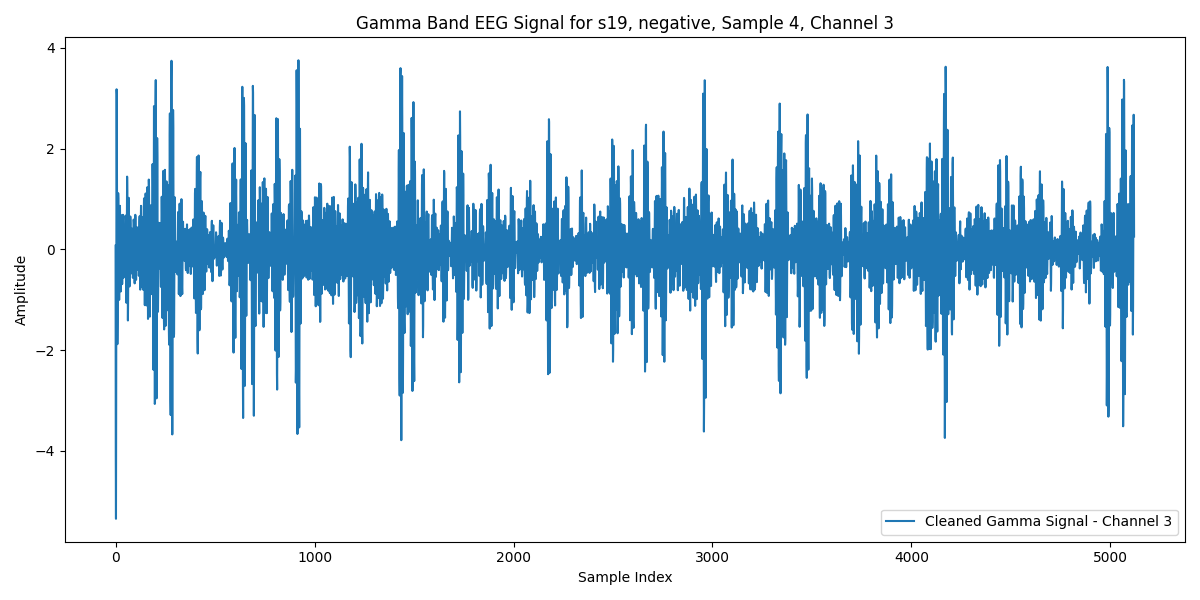 Gamma Band EEG Signal for s19, negative, Sample 4, Channel 3
4
2
0
−2
−4
Amplitude
0 1000 2000 3000 4000 5000
Sample Index
Cleaned Gamma Signal - Channel 3